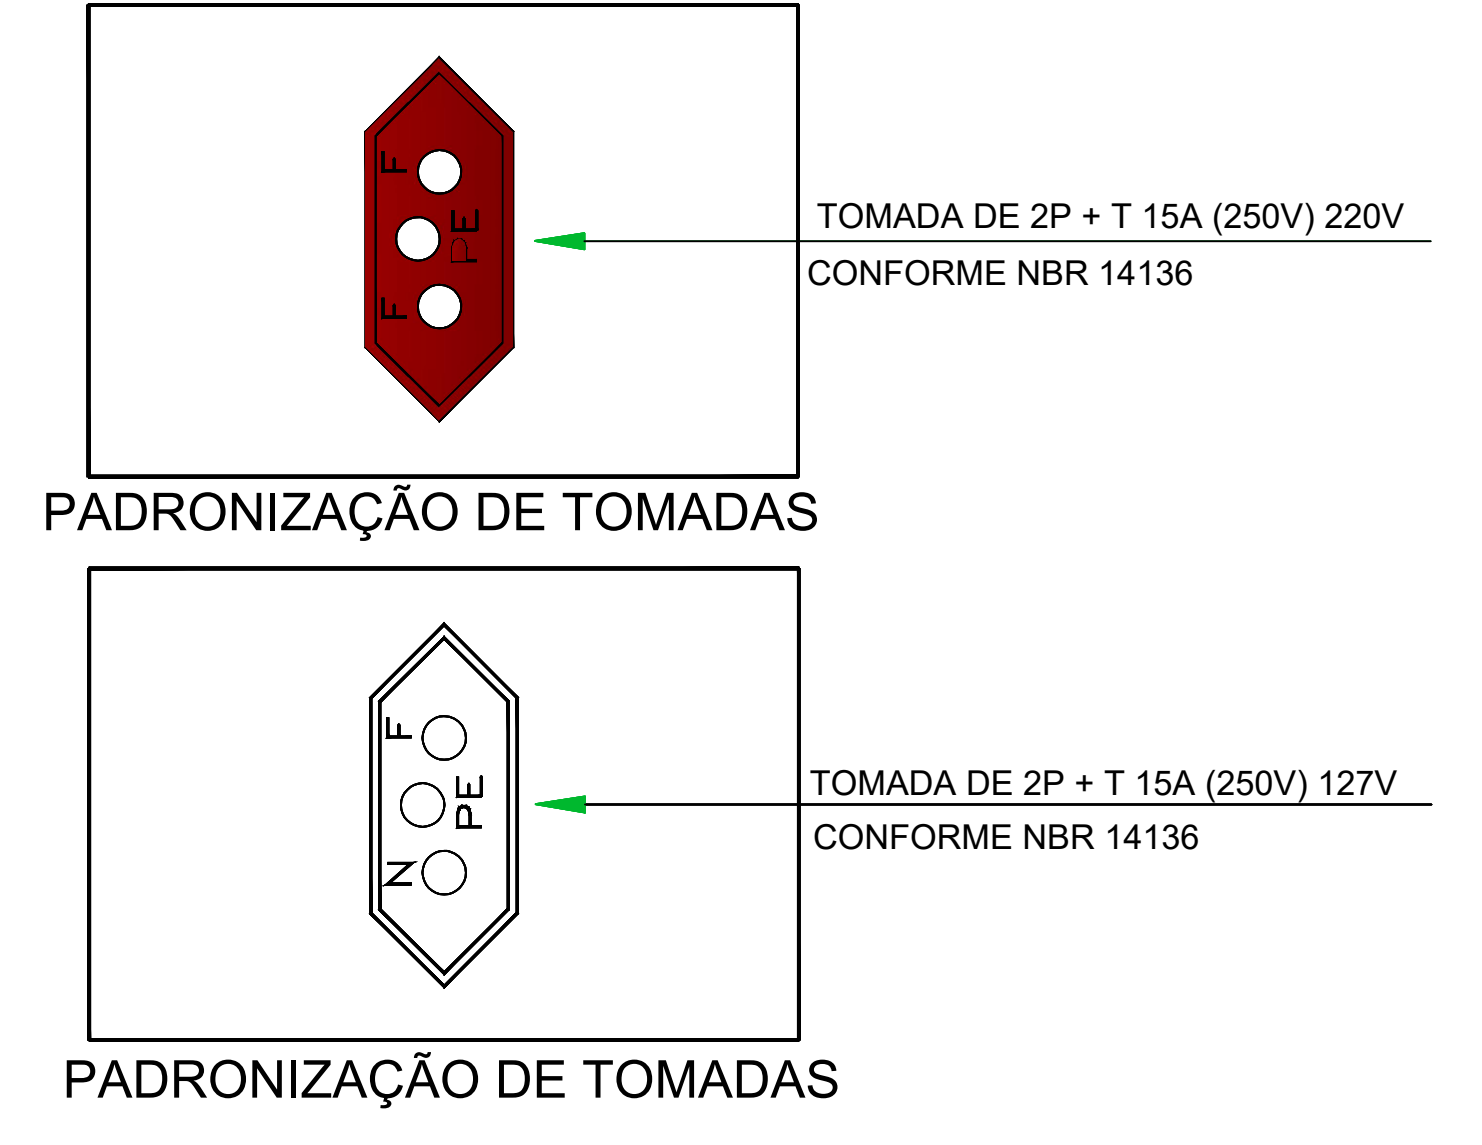 F
PE
F
TOMADA DE 2P + T 15A (250V) 220V
CONFORME NBR 14136
PADRONIZAÇÃO DE TOMADAS
F
PE
N
TOMADA DE 2P + T 15A (250V) 127V
CONFORME NBR 14136
PADRONIZAÇÃO DE TOMADAS